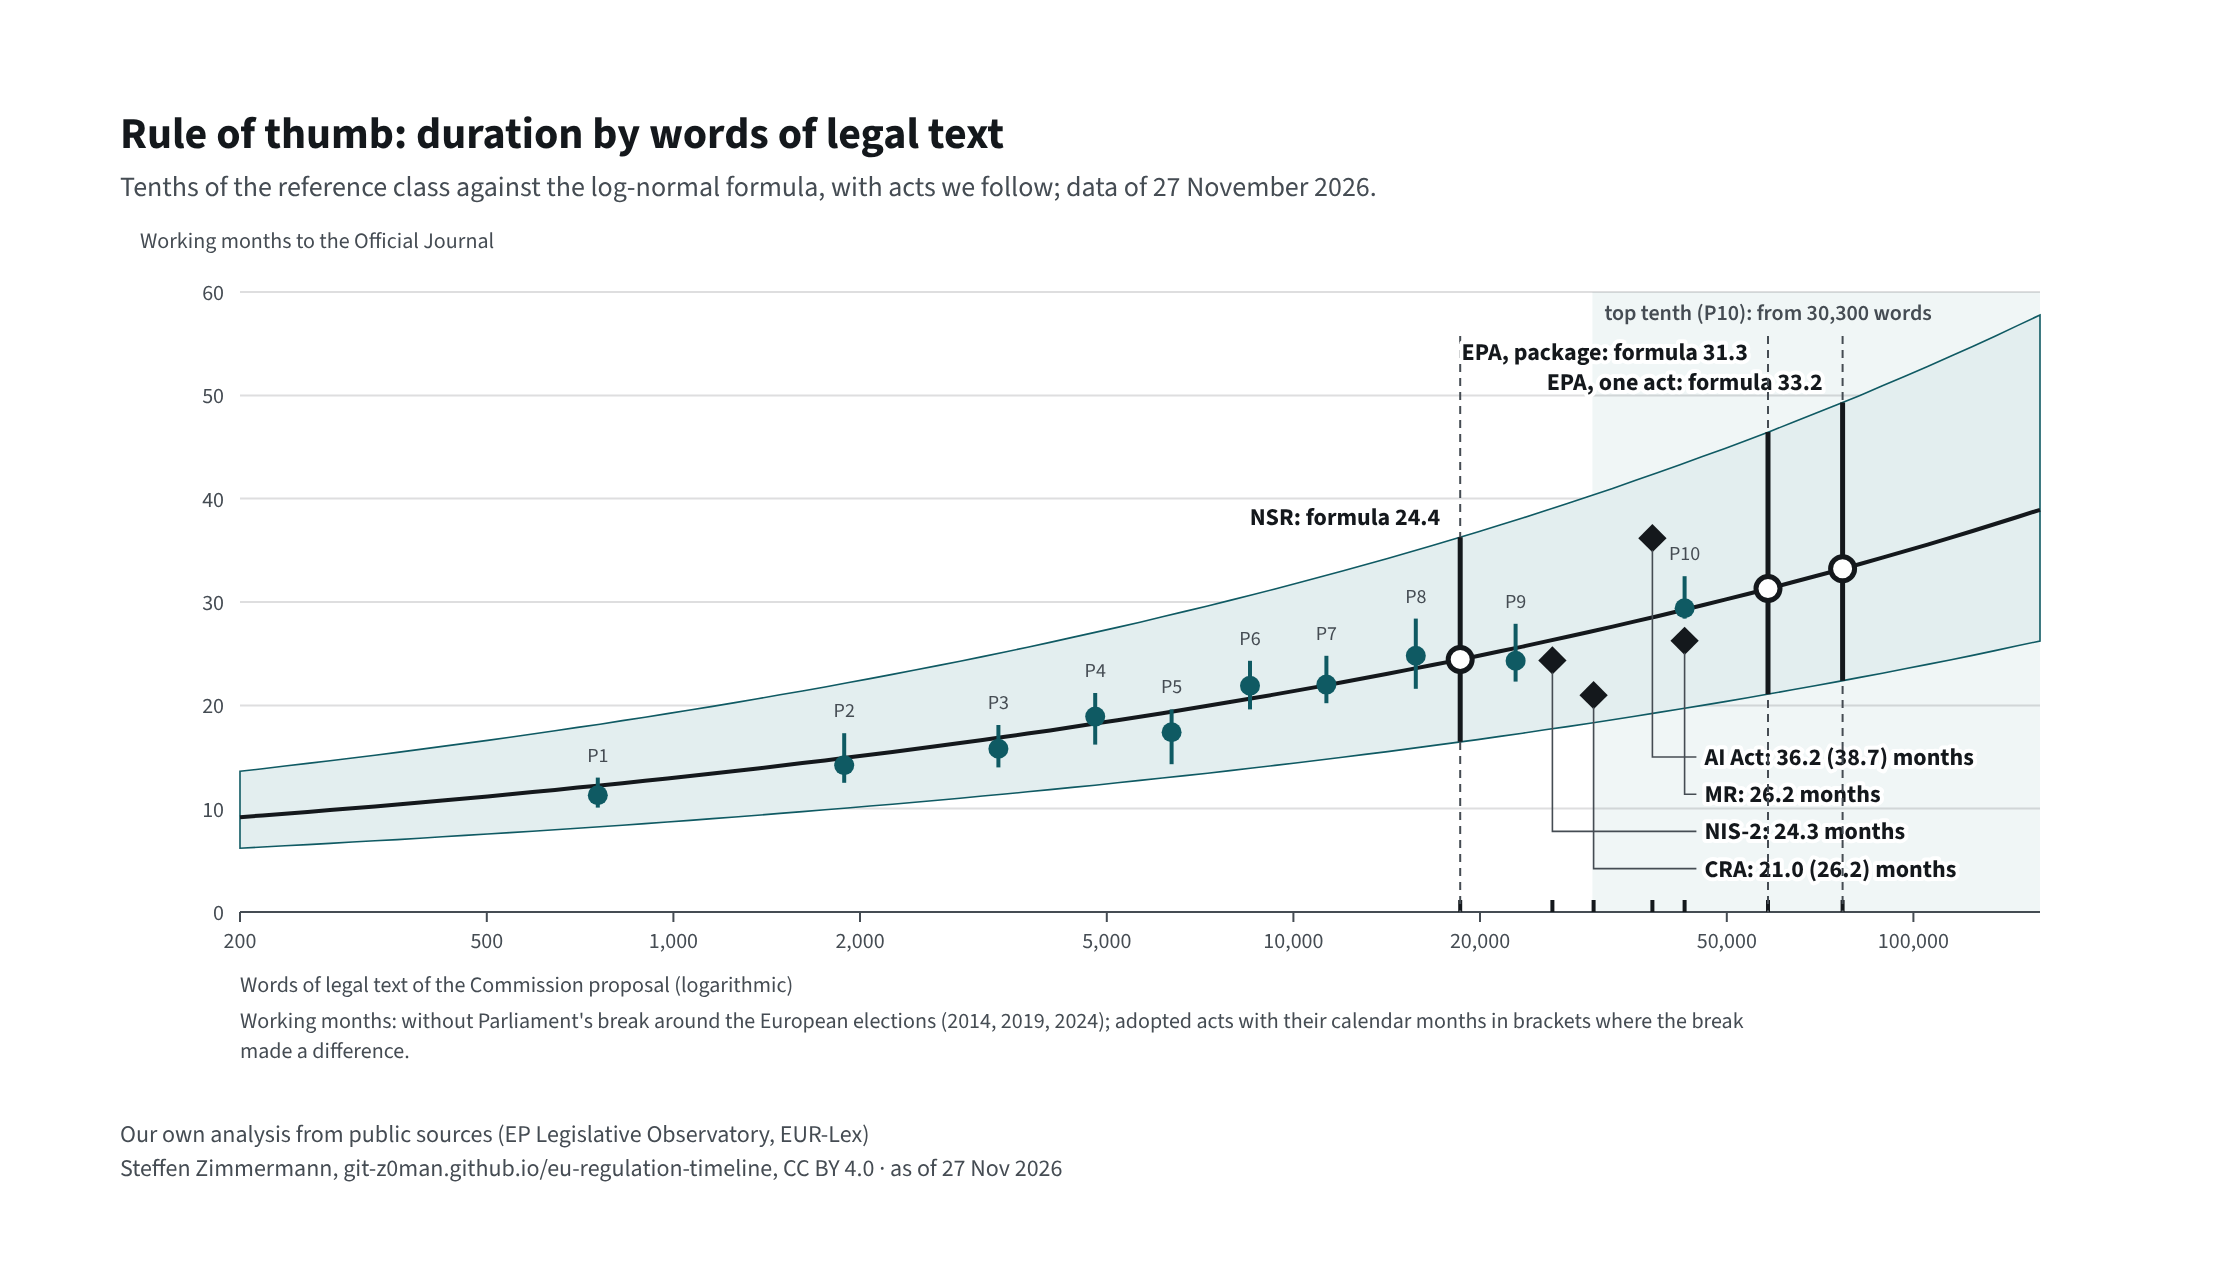 Rule of thumb: duration by words of legal text
Tenths of the reference class against the log-normal formula, with acts we follow; data of 27 November 2026.
Working months to the Official Journal
60
top tenth (P10): from 30,300 words
EPA, package: formula 31.3
EPA, one act: formula 33.2
50
40
NSR: formula 24.4
P10
30
P8
P9
P6
P7
P4
P5
P3
P2
20
P1
AI Act: 36.2 (38.7) months
MR: 26.2 months
10
NIS-2: 24.3 months
CRA: 21.0 (26.2) months
0
200 500 1,000 2,000 5,000 10,000 20,000 50,000 100,000
Words of legal text of the Commission proposal (logarithmic)
Working months: without Parliament's break around the European elections (2014, 2019, 2024); adopted acts with their calendar months in brackets where the break
made a difference.
Our own analysis from public sources (EP Legislative Observatory, EUR-Lex)
Steffen Zimmermann, git-z0man.github.io/eu-regulation-timeline, CC BY 4.0 · as of 27 Nov 2026